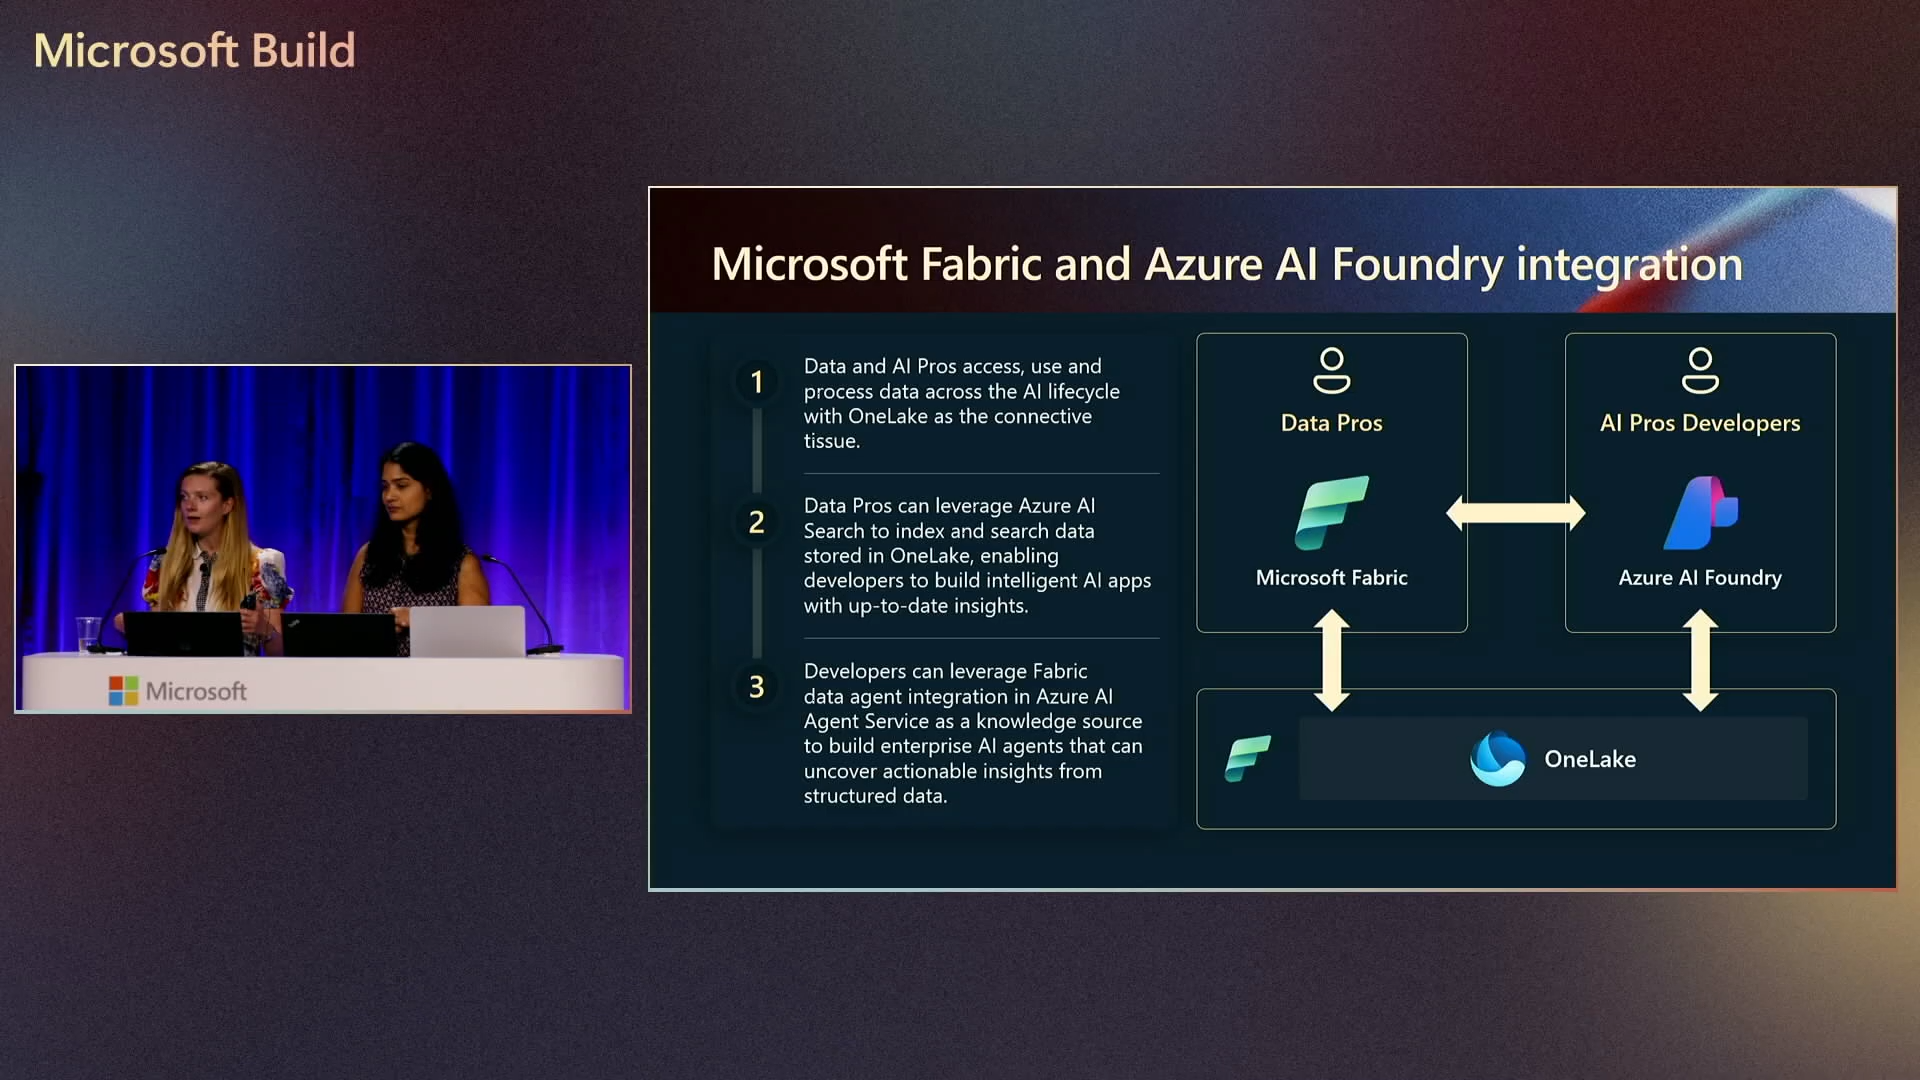 Microsoft Build
Microsoft
Microsoft Fabric and Azure AI Foundry integration
1
Data and AI Pros access, use and
process data across the AI lifecycle
with OneLake as the connective
tissue.
2
Data Pros can leverage Azure AI
Search to index and search data
stored in OneLake, enabling
developers to build intelligent AI apps
with up-to-date insights.
3
Developers can leverage Fabric
data agent integration in Azure AI
Agent Service as a knowledge source
to build enterprise AI agents that can
uncover actionable insights from
structured data.
Data Pros
Microsoft Fabric
AI Pros Developers
Azure AI Foundry
OneLake